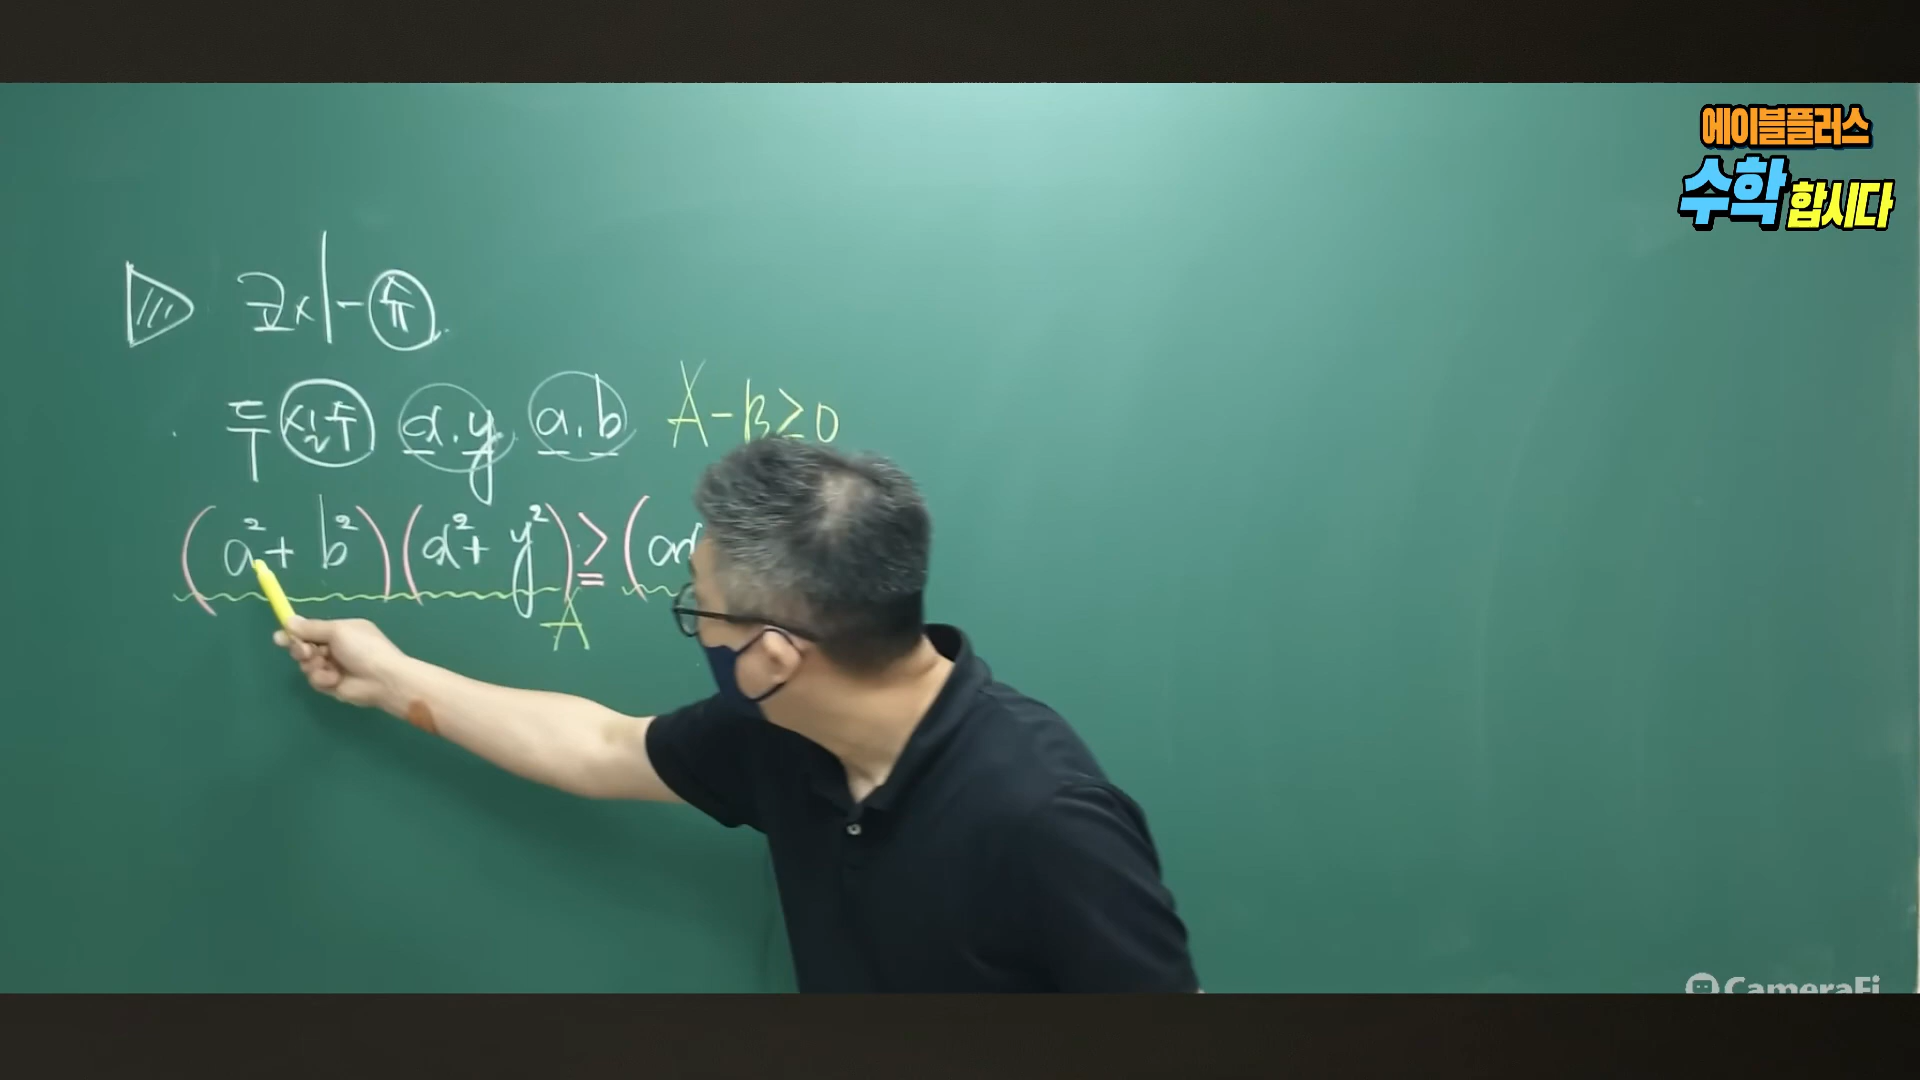 에이블플러스
수학합시다
코시-슈
두 실수 x, y, a, b A-B≥0
(a²+b²)(x²+y²)≥(ax
A
CameraFi